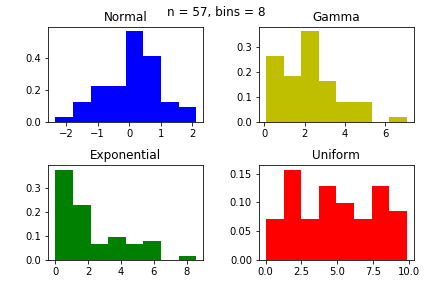 n = 57, bins = 8
Normal
0.4
0.2
0.0
−2 −1 0 1 2
Gamma
0.3
0.2
0.1
0.0
0 2 4 6
Exponential
0.3
0.2
0.1
0.0
0 2 4 6 8
Uniform
0.15
0.10
0.05
0.00
0.0 2.5 5.0 7.5 10.0